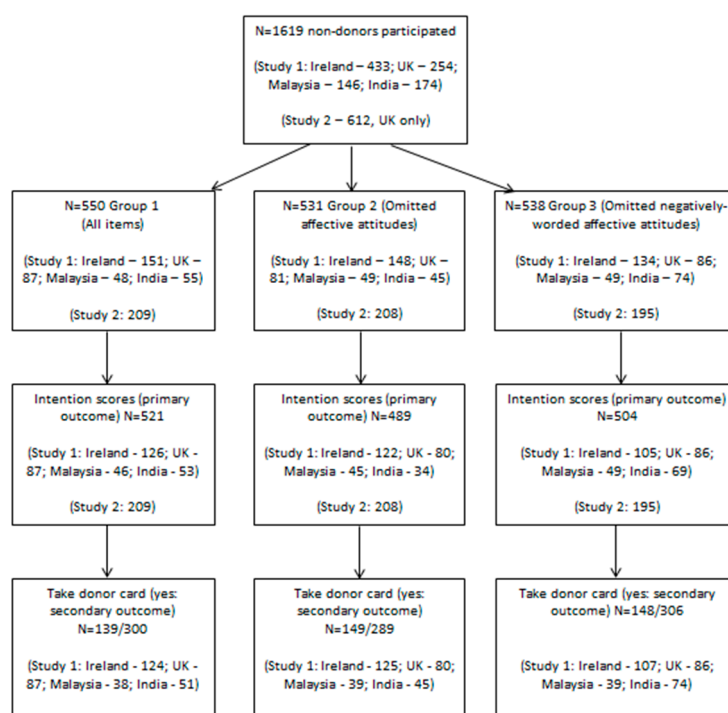 N=1619 non-donors participated
(Study 1: Ireland – 433; UK – 254;
Malaysia – 146; India – 174)
(Study 2 – 612, UK only)
N=550 Group 1
(All items)
(Study 1: Ireland – 151; UK –
87; Malaysia – 48; India – 55)
(Study 2: 209)
N=531 Group 2 (Omitted
affective attitudes)
(Study 1: Ireland – 148; UK –
81; Malaysia – 49; India – 45)
(Study 2: 208)
N=538 Group 3 (Omitted negatively-
worded affective attitudes)
(Study 1: Ireland – 134; UK – 86;
Malaysia – 49; India – 74)
(Study 2: 195)
Intention scores (primary
outcome) N=521
(Study 1: Ireland - 126; UK -
87; Malaysia - 46; India - 53)
(Study 2: 209)
Intention scores (primary
outcome) N=489
(Study 1: Ireland - 122; UK - 80;
Malaysia - 45; India - 34)
(Study 2: 208)
Intention scores (primary outcome)
N=504
(Study 1: Ireland - 105; UK - 86;
Malaysia - 49; India - 69)
(Study 2: 195)
Take donor card (yes:
secondary outcome)
N=139/300
(Study 1: Ireland - 124; UK -
87; Malaysia - 38; India - 51)
Take donor card (yes:
secondary outcome)
N=149/289
(Study 1: Ireland - 125; UK - 80;
Malaysia - 39; India - 45)
Take donor card (yes: secondary
outcome) N=148/306
(Study 1: Ireland - 107; UK - 86;
Malaysia - 39; India - 74)